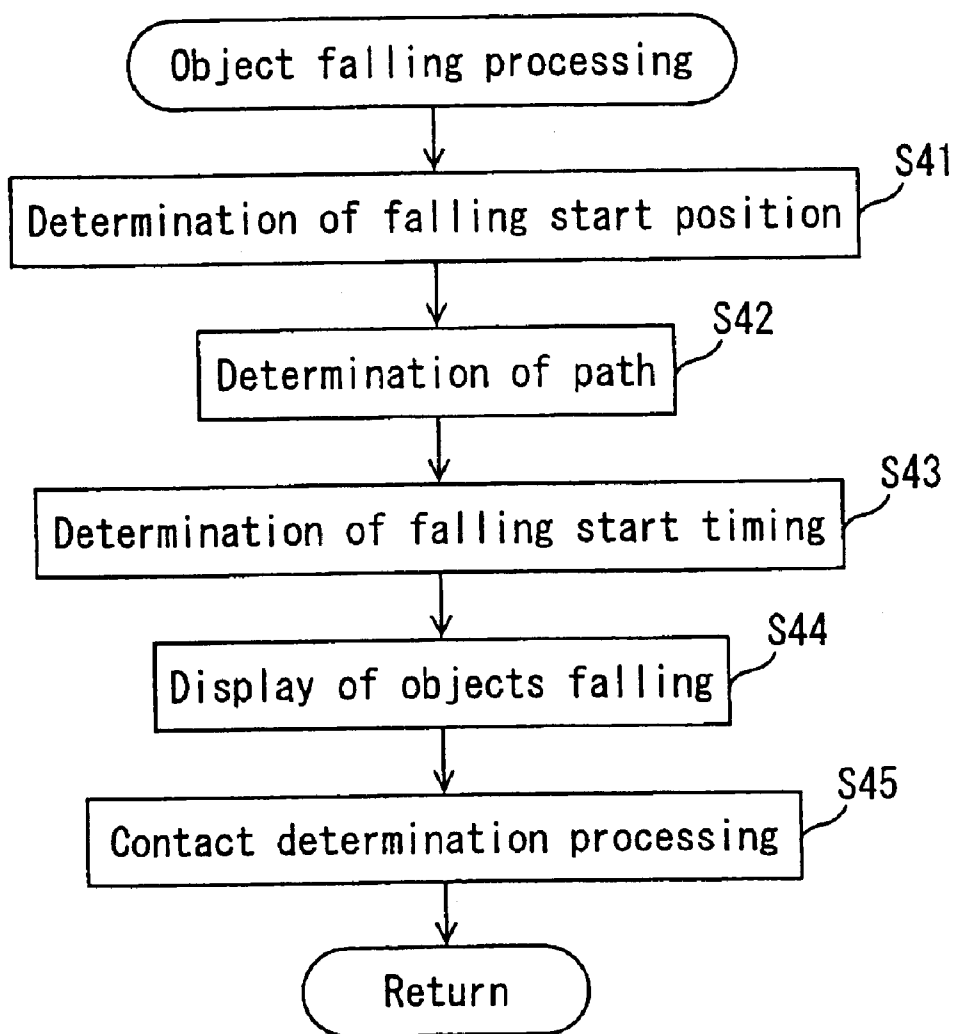 Object falling processing
S41
Determination of falling start position
S42
Determination of path
S43
Determination of falling start timing
S44
Display of objects falling
S45
Contact determination processing
Return